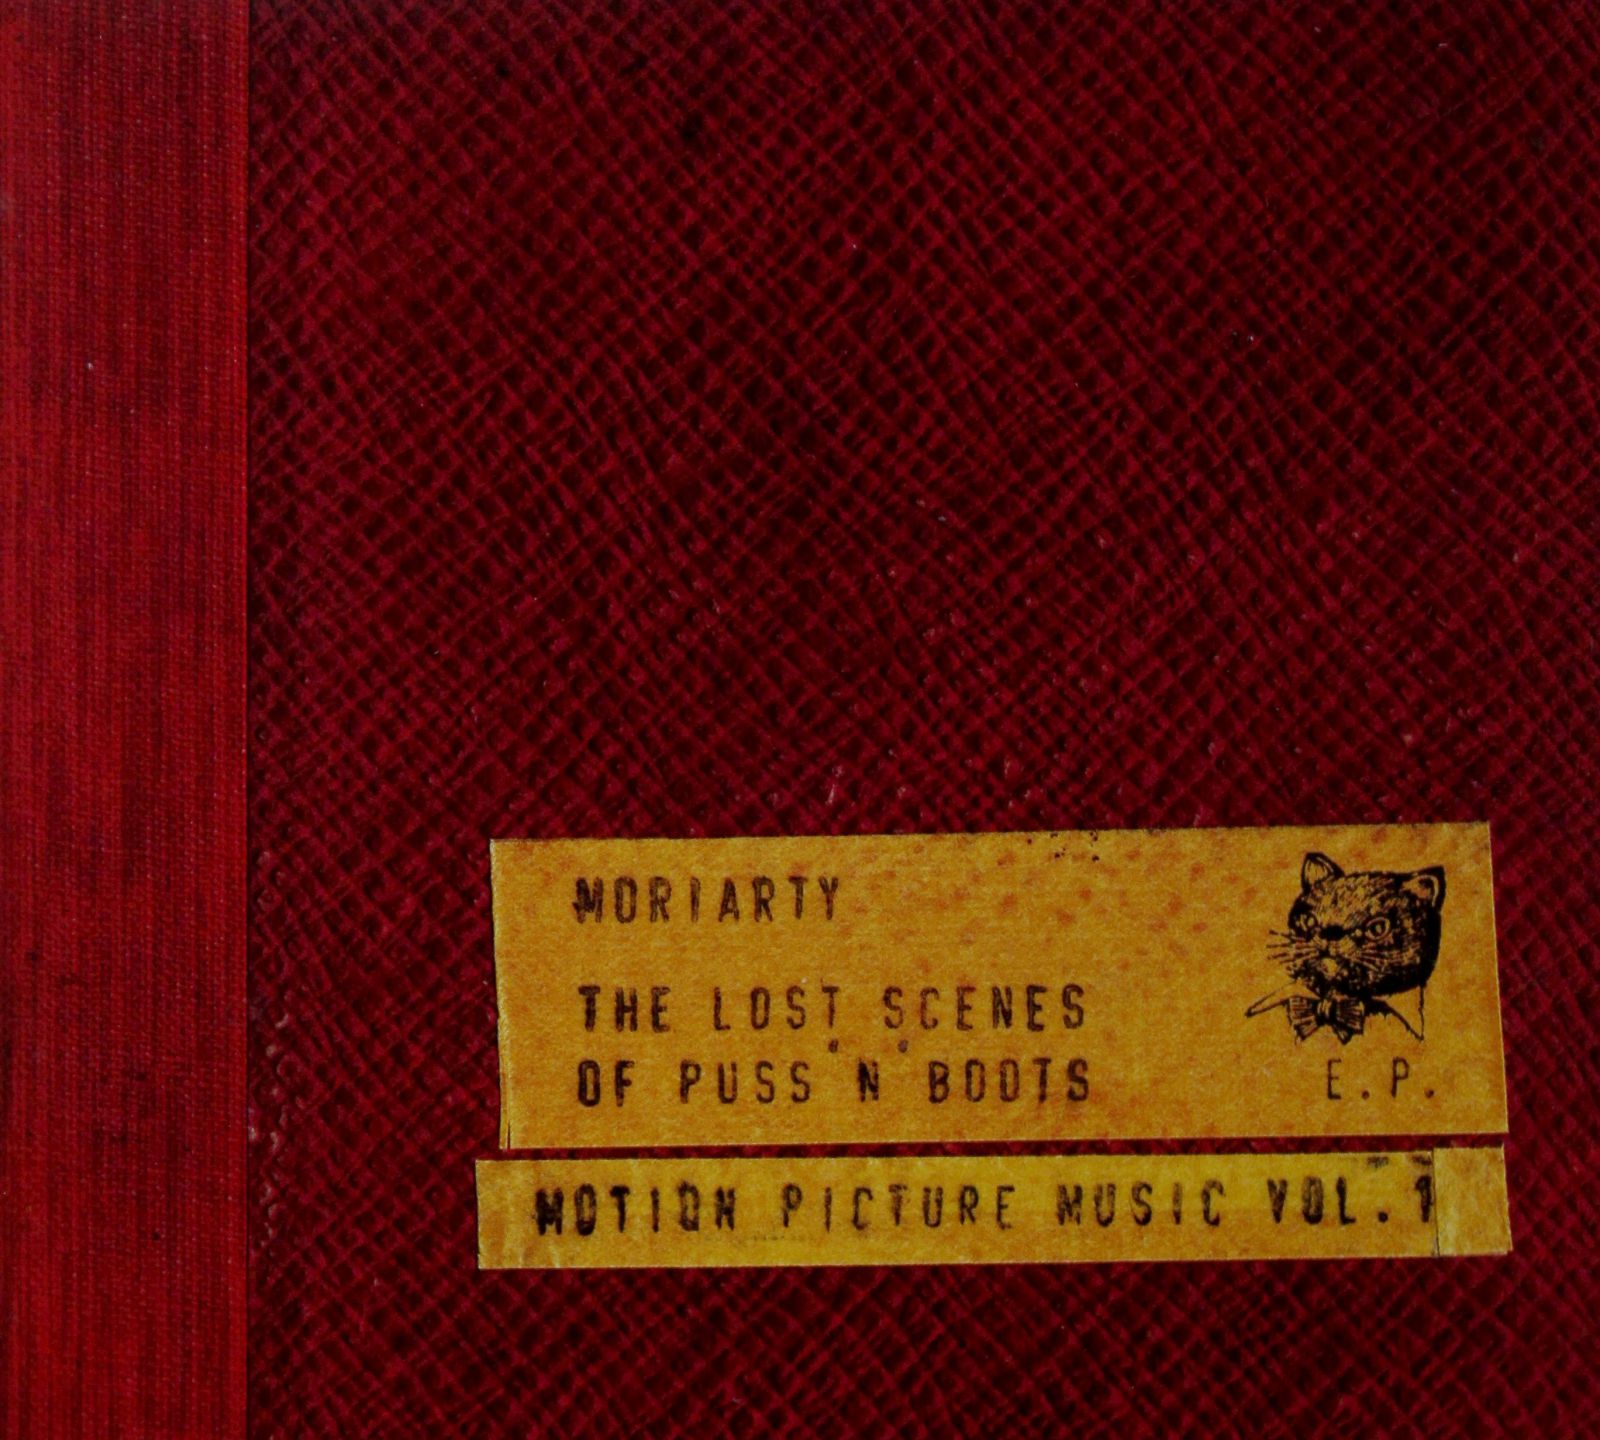 MORIARTY
THE LOST SCENES
OF PUSS 'N' BOOTS
E.P.
MOTION PICTURE MUSIC VOL.1